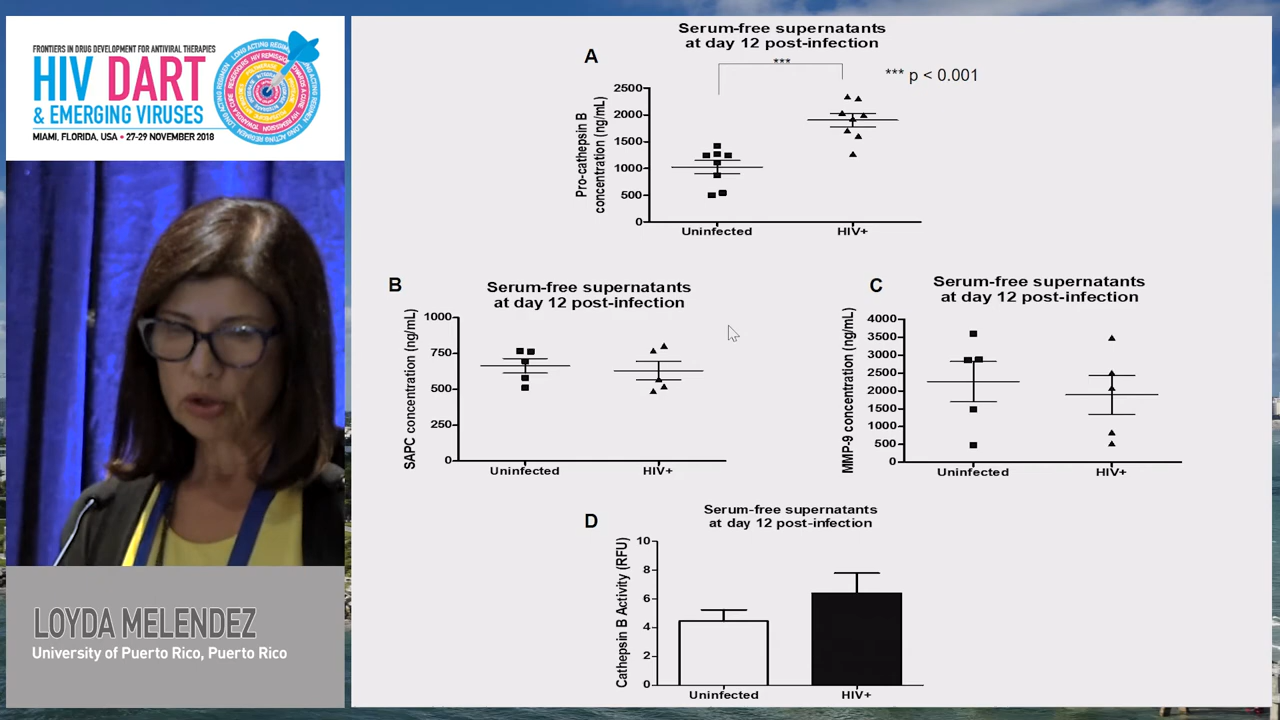 FRONTIERS IN DRUG DEVELOPMENT FOR ANTIVIRAL THERAPIES
HIV DART
& EMERGING VIRUSES
MIAMI, FLORIDA, USA • 27-29 NOVEMBER 2018
LOYDA MELENDEZ
University of Puerto Rico, Puerto Rico
A
Serum-free supernatants
at day 12 post-infection
***
*** p < 0.001
Pro-cathepsin B
concentration (ng/mL)
2500
2000
1500
1000
500
0
Uninfected
HIV+
B
Serum-free supernatants
at day 12 post-infection
SAPC concentration (ng/mL)
1000
750
500
250
0
Uninfected
HIV+
C
Serum-free supernatants
at day 12 post-infection
MMP-9 concentration (ng/mL)
4000
3500
3000
2500
2000
1500
1000
500
0
Uninfected
HIV+
D
Serum-free supernatants
at day 12 post-infection
Cathepsin B Activity (RFU)
10
8
6
4
2
0
Uninfected
HIV+